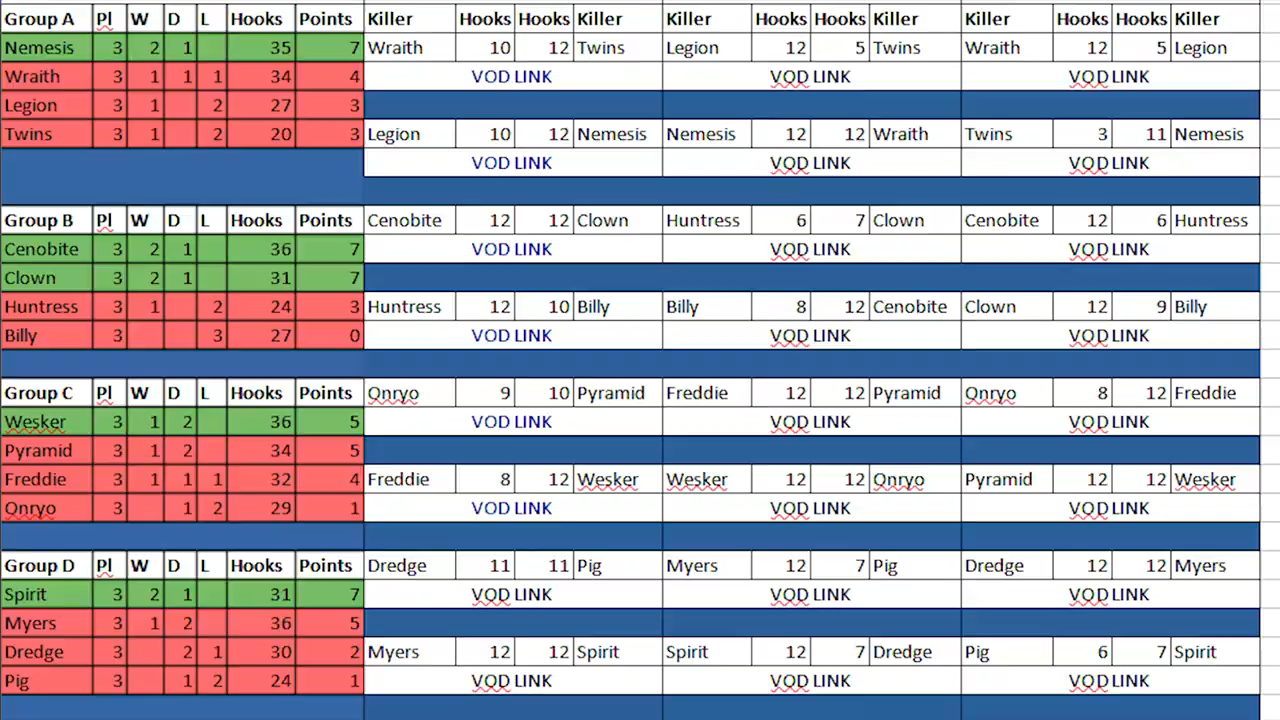 Group A Pl W D L Hooks Points Killer Hooks Hooks Killer Killer Hooks Hooks Killer Killer Hooks Hooks Killer
Nemesis 3 2 1 35 7 Wraith 10 12 Twins Legion 12 5 Twins Wraith 12 5 Legion
Wraith 3 1 1 1 34 4 VOD LINK VOD LINK VOD LINK
Legion 3 1 2 27 3
Twins 3 1 2 20 3 Legion 10 12 Nemesis Nemesis 12 12 Wraith Twins 3 11 Nemesis
VOD LINK VOD LINK VOD LINK
Group B Pl W D L Hooks Points Cenobite 12 12 Clown Huntress 6 7 Clown Cenobite 12 6 Huntress
Cenobite 3 2 1 36 7 VOD LINK VOD LINK VOD LINK
Clown 3 2 1 31 7
Huntress 3 1 2 24 3 Huntress 12 10 Billy Billy 8 12 Cenobite Clown 12 9 Billy
Billy 3 3 27 0 VOD LINK VOD LINK VOD LINK
Group C Pl W D L Hooks Points Onryo 9 10 Pyramid Freddie 12 12 Pyramid Onryo 8 12 Freddie
Wesker 3 1 2 36 5 VOD LINK VOD LINK VOD LINK
Pyramid 3 1 2 34 5
Freddie 3 1 1 1 32 4 Freddie 8 12 Wesker Wesker 12 12 Onryo Pyramid 12 12 Wesker
Onryo 3 1 2 29 1 VOD LINK VOD LINK VOD LINK
Group D Pl W D L Hooks Points Dredge 11 11 Pig Myers 12 7 Pig Dredge 12 12 Myers
Spirit 3 2 1 31 7 VOD LINK VOD LINK VOD LINK
Myers 3 1 2 36 5
Dredge 3 2 1 30 2 Myers 12 12 Spirit Spirit 12 7 Dredge Pig 6 7 Spirit
Pig 3 1 2 24 1 VOD LINK VOD LINK VOD LINK